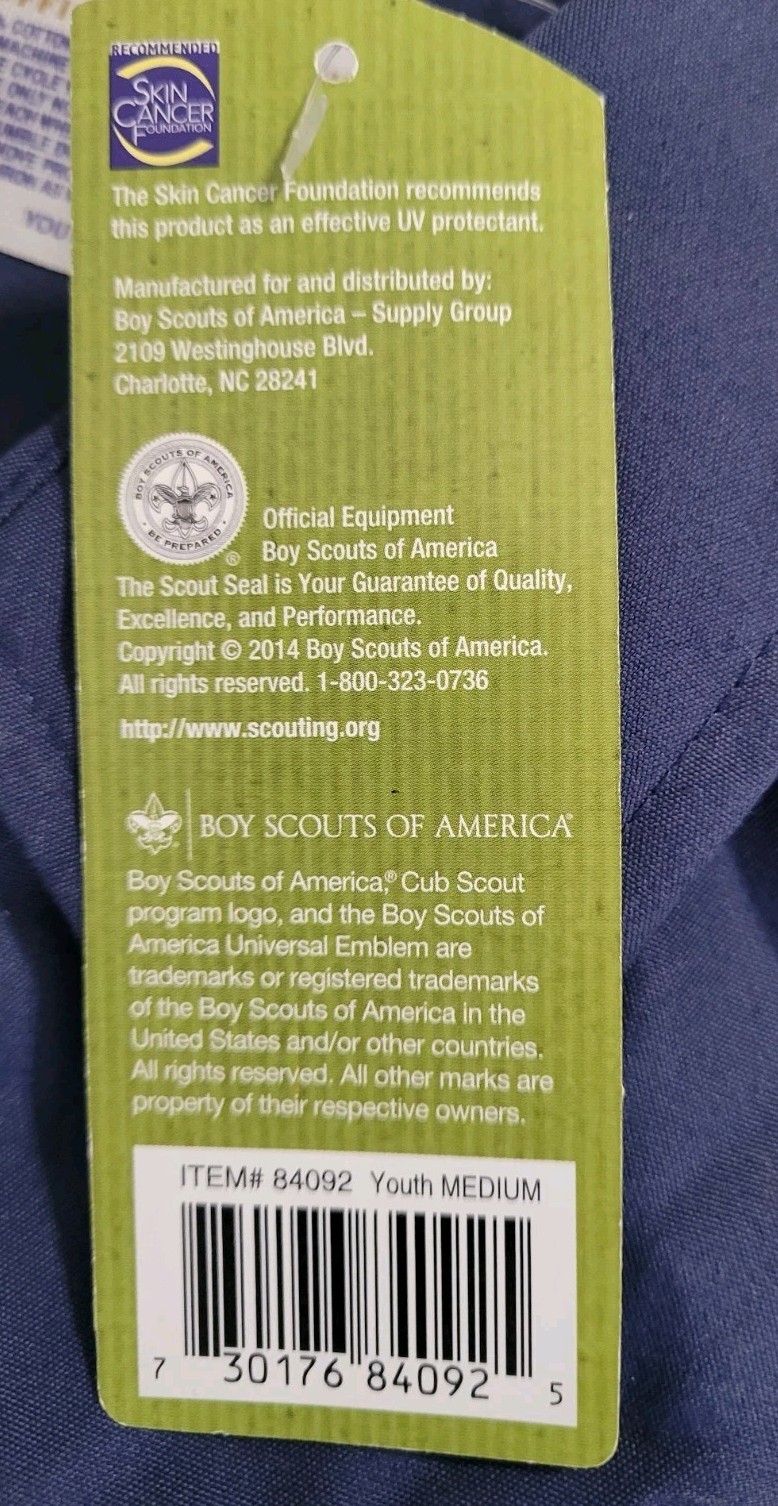 RECOMMENDED
SKIN
CANCER
FOUNDATION
The Skin Cancer Foundation recommends
this product as an effective UV protectant.
Manufactured for and distributed by:
Boy Scouts of America – Supply Group
2109 Westinghouse Blvd.
Charlotte, NC 28241
BOY SCOUTS OF AMERICA
BE PREPARED
®
Official Equipment
Boy Scouts of America
The Scout Seal is Your Guarantee of Quality,
Excellence, and Performance.
Copyright © 2014 Boy Scouts of America.
All rights reserved. 1-800-323-0736
http://www.scouting.org
BOY SCOUTS OF AMERICA®
Boy Scouts of America,® Cub Scout
program logo, and the Boy Scouts of
America Universal Emblem are
trademarks or registered trademarks
of the Boy Scouts of America in the
United States and/or other countries.
All rights reserved. All other marks are
property of their respective owners.
ITEM# 84092 Youth MEDIUM
7 30176 84092 5